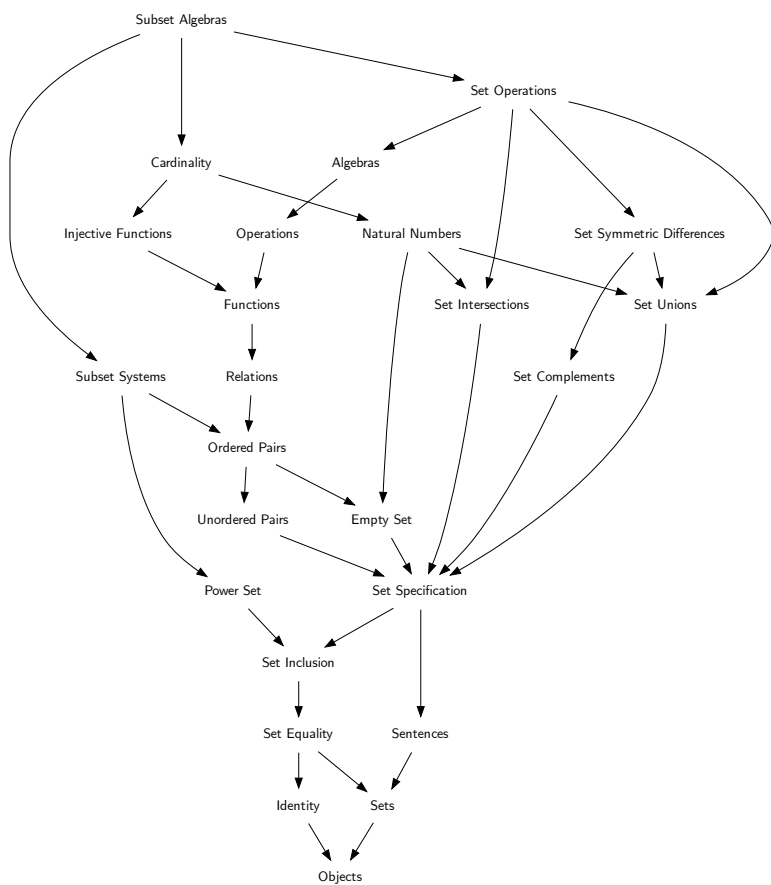 Subset Algebras
Set Operations
Cardinality
Algebras
Injective Functions
Operations
Natural Numbers
Set Symmetric Differences
Functions
Set Intersections
Set Unions
Subset Systems
Relations
Set Complements
Ordered Pairs
Unordered Pairs
Empty Set
Power Set
Set Specification
Set Inclusion
Set Equality
Sentences
Identity
Sets
Objects